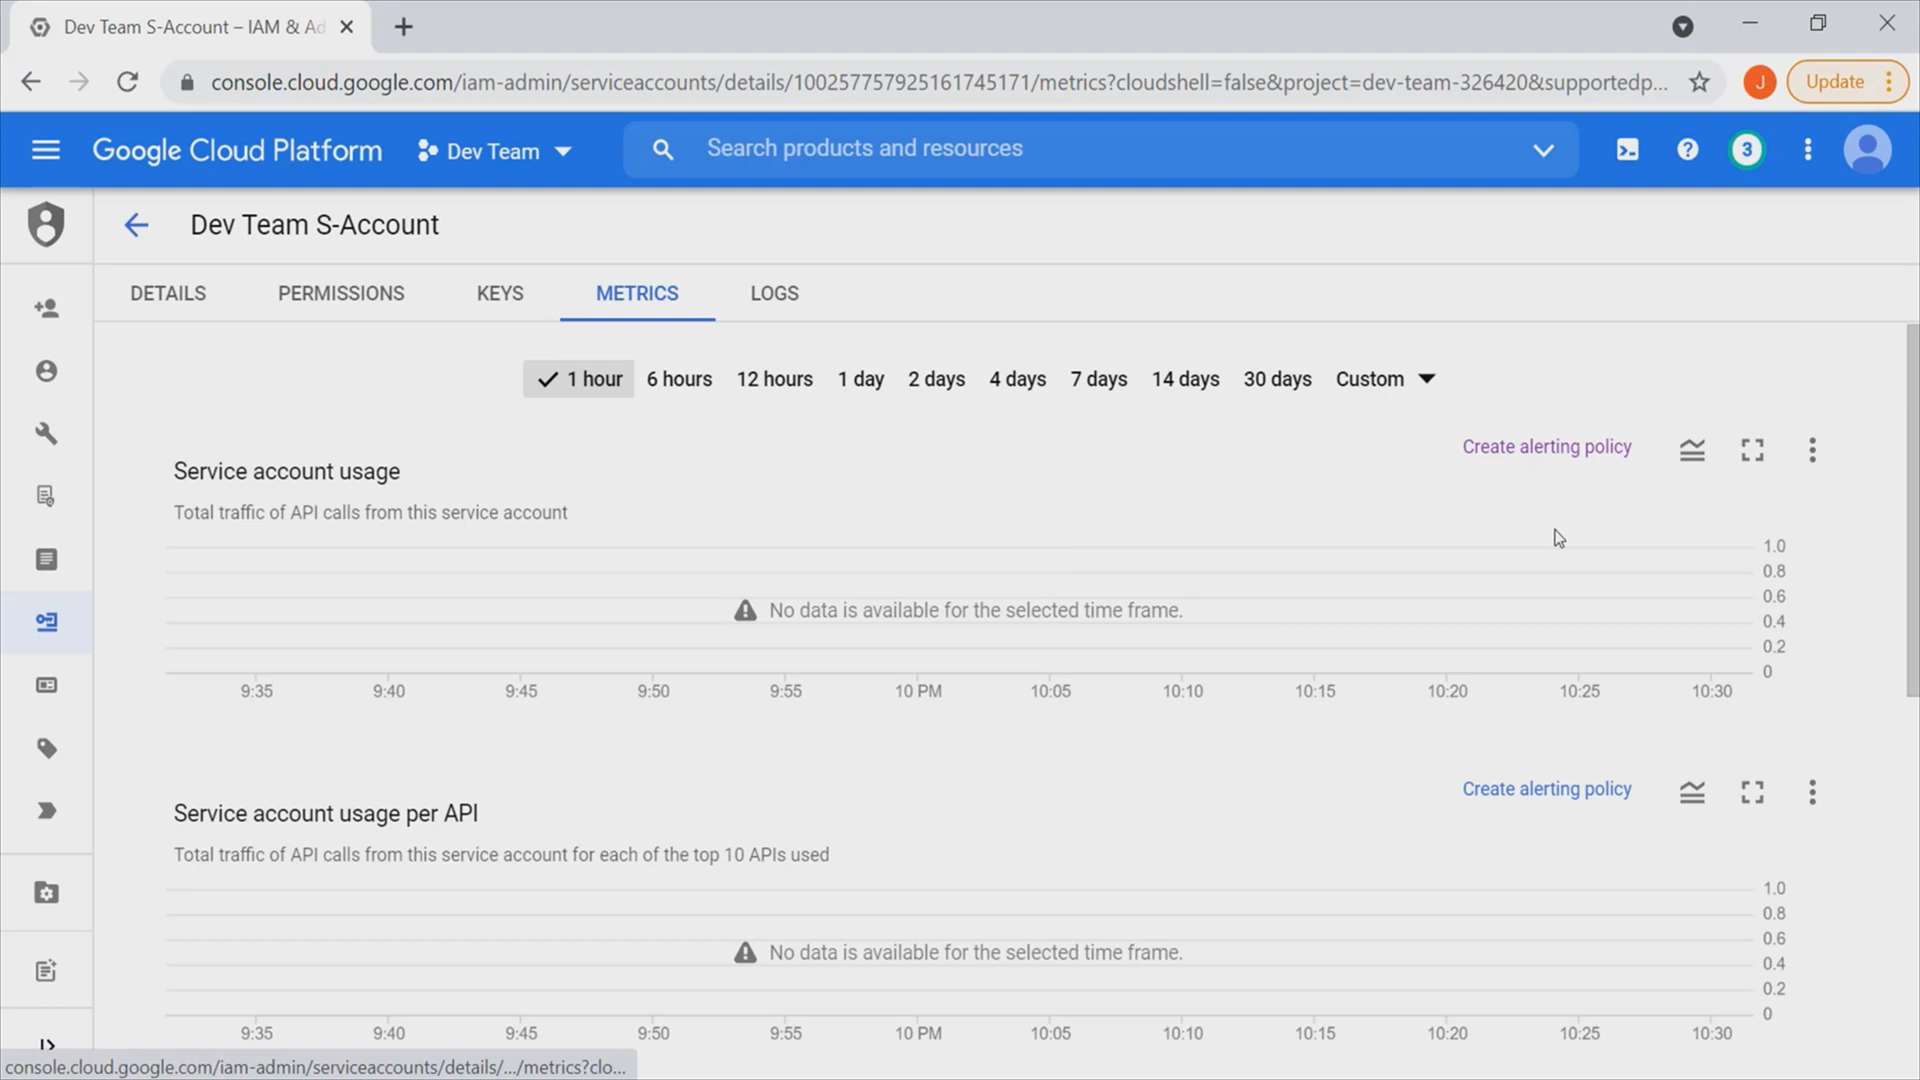 Dev Team S-Account – IAM & Ad
console.cloud.google.com/iam-admin/serviceaccounts/details/100257757925161745171/metrics?cloudshell=false&project=dev-team-326420&supportedp...
J
Update
Google Cloud Platform
Dev Team
Search products and resources
3
Dev Team S-Account
DETAILS PERMISSIONS KEYS METRICS LOGS
1 hour 6 hours 12 hours 1 day 2 days 4 days 7 days 14 days 30 days Custom
Create alerting policy
Service account usage
Total traffic of API calls from this service account
1.0
0.8
No data is available for the selected time frame.
0.6
0.4
0.2
0
9:35 9:40 9:45 9:50 9:55 10 PM 10:05 10:10 10:15 10:20 10:25 10:30
Create alerting policy
Service account usage per API
Total traffic of API calls from this service account for each of the top 10 APIs used
1.0
0.8
0.6
No data is available for the selected time frame.
0.4
0.2
0
9:35 9:40 9:45 9:50 9:55 10 PM 10:05 10:10 10:15 10:20 10:25 10:30
console.cloud.google.com/iam-admin/serviceaccounts/details/.../metrics?clo...